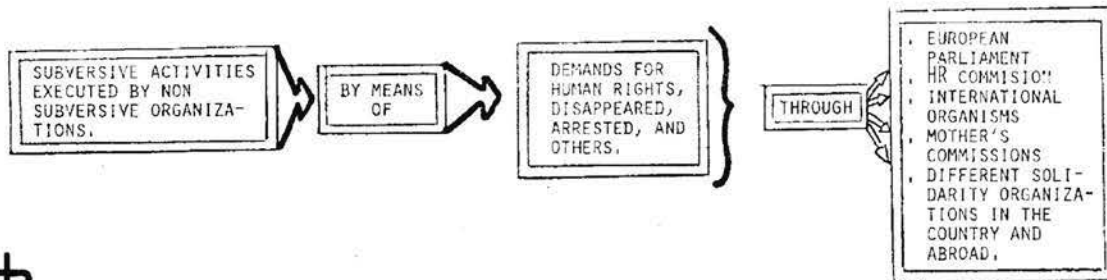 SUBVERSIVE ACTIVITIES
EXECUTED BY NON
SUBVERSIVE ORGANIZA-
TIONS.
BY MEANS
OF
DEMANDS FOR
HUMAN RIGHTS,
DISAPPEARED,
ARRESTED, AND
OTHERS.
THROUGH
. EUROPEAN
PARLIAMENT
. HR COMMISION
. INTERNATIONAL
ORGANISMS
. MOTHER'S
COMMISSIONS
. DIFFERENT SOLI-
DARITY ORGANIZA-
TIONS IN THE
COUNTRY AND
ABROAD.